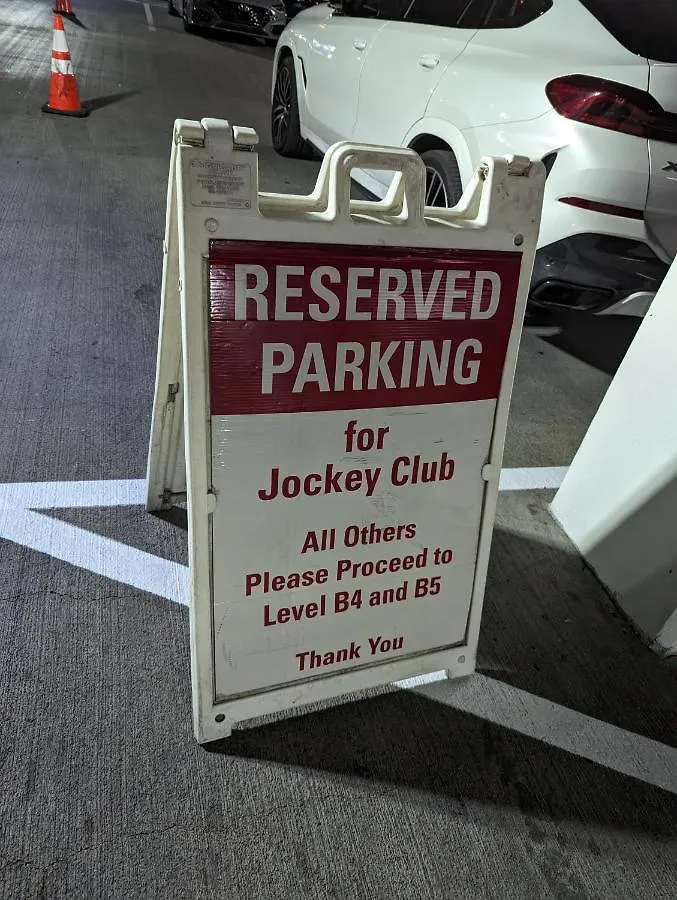 RESERVED
PARKING
for
Jockey Club
All Others
Please Proceed to
Level B4 and B5
Thank You